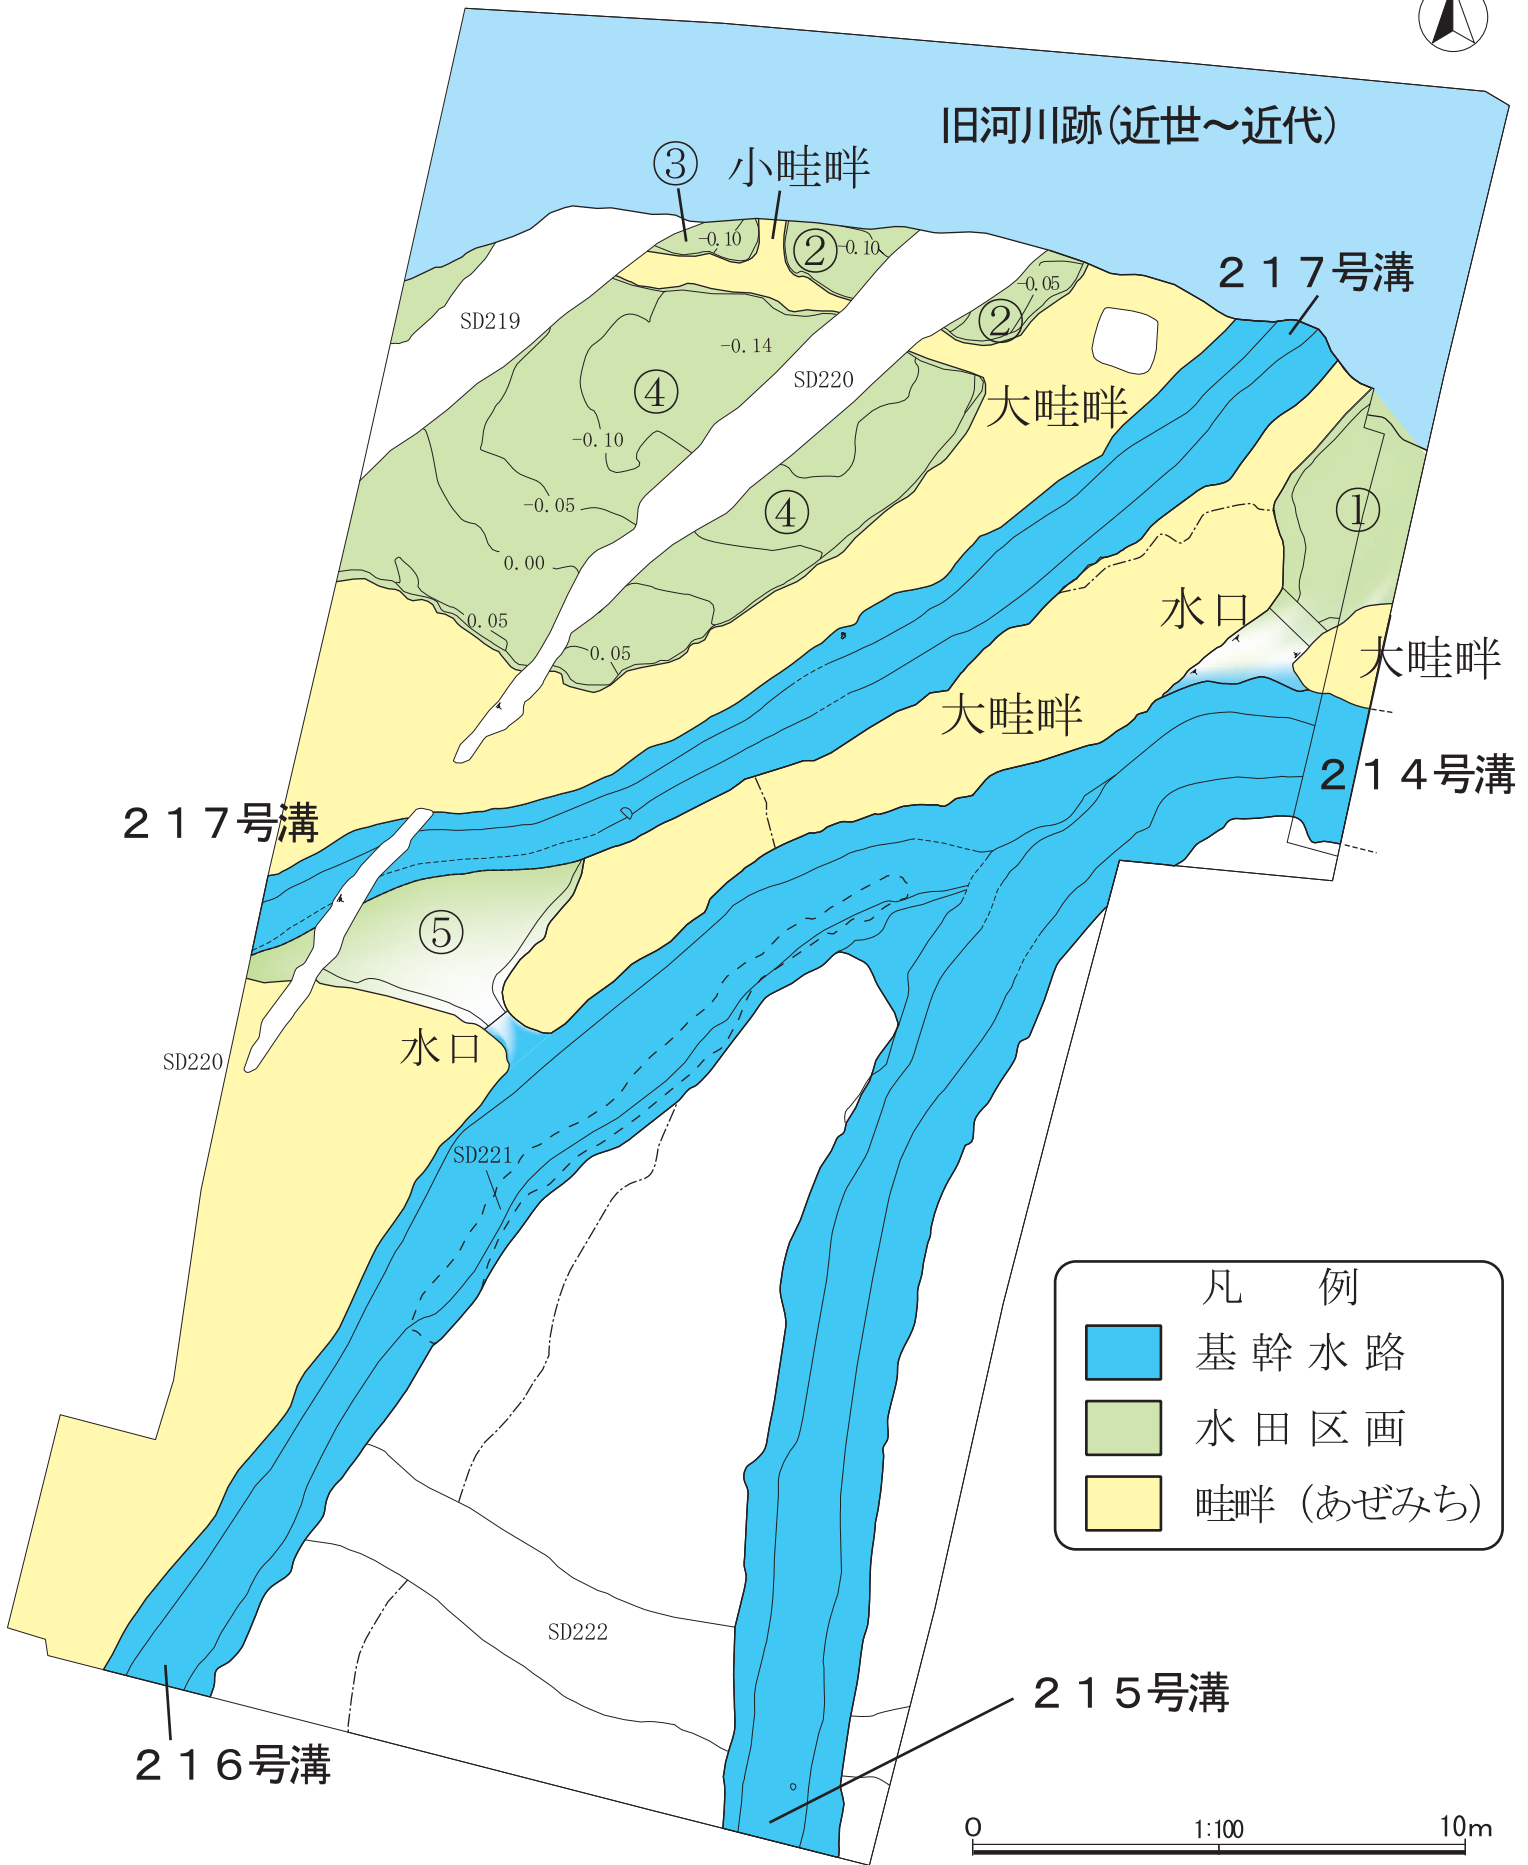 旧河川跡(近世～近代)
③ 小畦畔
-0.10
② -0.10
217号溝
-0.05
②
SD219
-0.14
SD220
④
大畦畔
-0.10
-0.05
④
①
0.00
水口
0.05
0.05
大畦畔
大畦畔
214号溝
217号溝
⑤
水口
SD220
SD221
凡 例
基幹水路
水田区画
畦畔 (あぜみち)
SD222
215号溝
216号溝
0 1:100 10m